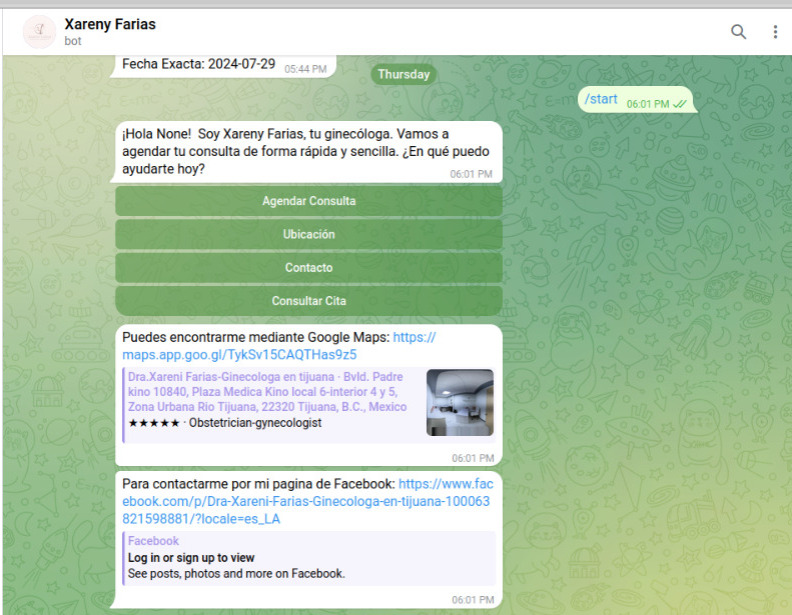 Xareny Farias
bot
Fecha Exacta: 2024-07-29 05:44 PM
Thursday
/start 06:01 PM
¡Hola None! Soy Xareny Farias, tu ginecóloga. Vamos a
agendar tu consulta de forma rápida y sencilla. ¿En qué puedo
ayudarte hoy?
06:01 PM
Agendar Consulta
Ubicación
Contacto
Consultar Cita
Puedes encontrarme mediante Google Maps: https://
maps.app.goo.gl/TykSv15CAQTHas9z5
Dra.Xareni Farias-Ginecologa en tijuana · Bvld. Padre
kino 10840, Plaza Medica Kino local 6-interior 4 y 5,
Zona Urbana Rio Tijuana, 22320 Tijuana, B.C., Mexico
★★★★★ · Obstetrician-gynecologist
06:01 PM
Para contactarme por mi pagina de Facebook: https://www.fac
ebook.com/p/Dra-Xareni-Farias-Ginecologa-en-tijuana-100063
821598881/?locale=es_LA
Facebook
Log in or sign up to view
See posts, photos and more on Facebook.
06:01 PM